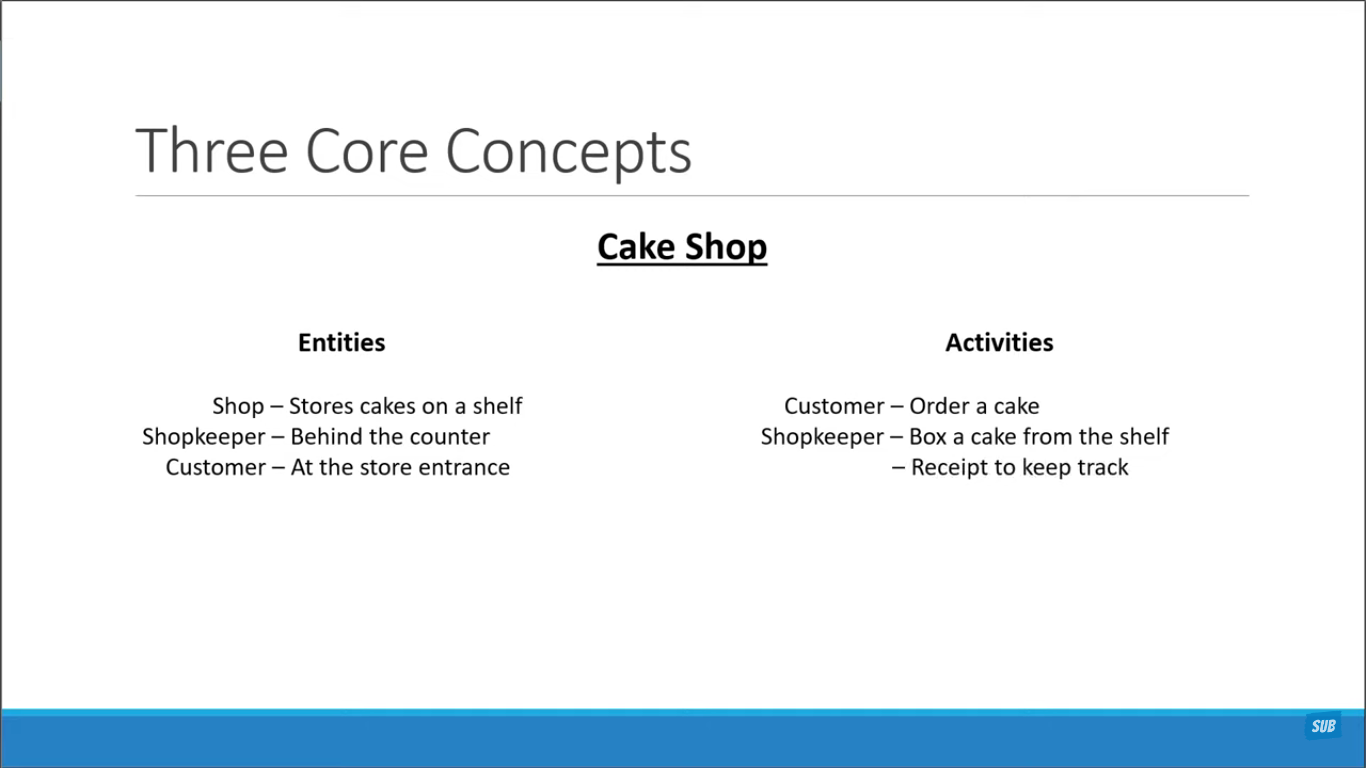 Three Core Concepts
Cake Shop
Entities
Shop – Stores cakes on a shelf
Shopkeeper – Behind the counter
Customer – At the store entrance
Activities
Customer – Order a cake
Shopkeeper – Box a cake from the shelf
– Receipt to keep track
SUB